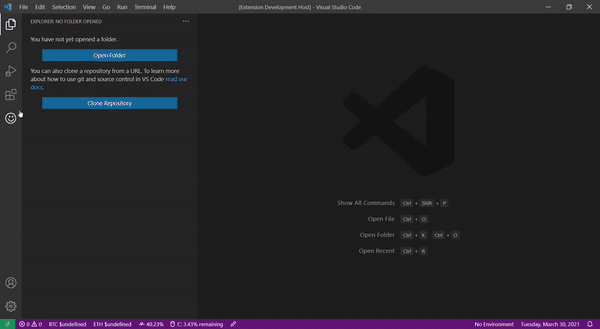 File Edit Selection View Go Run Terminal Help
[Extension Development Host] - Visual Studio Code
EXPLORER: NO FOLDER OPENED
You have not yet opened a folder.
Open Folder
You can also clone a repository from a URL. To learn more
about how to use git and source control in VS Code read our
docs.
Clone Repository
Show All Commands Ctrl + Shift + P
Open File Ctrl + O
Open Folder Ctrl + K Ctrl + O
Open Recent Ctrl + R
0 0 BTC $undefined ETH $undefined 40.23% C: 3.43% remaining
No Environment Tuesday, March 30, 2021